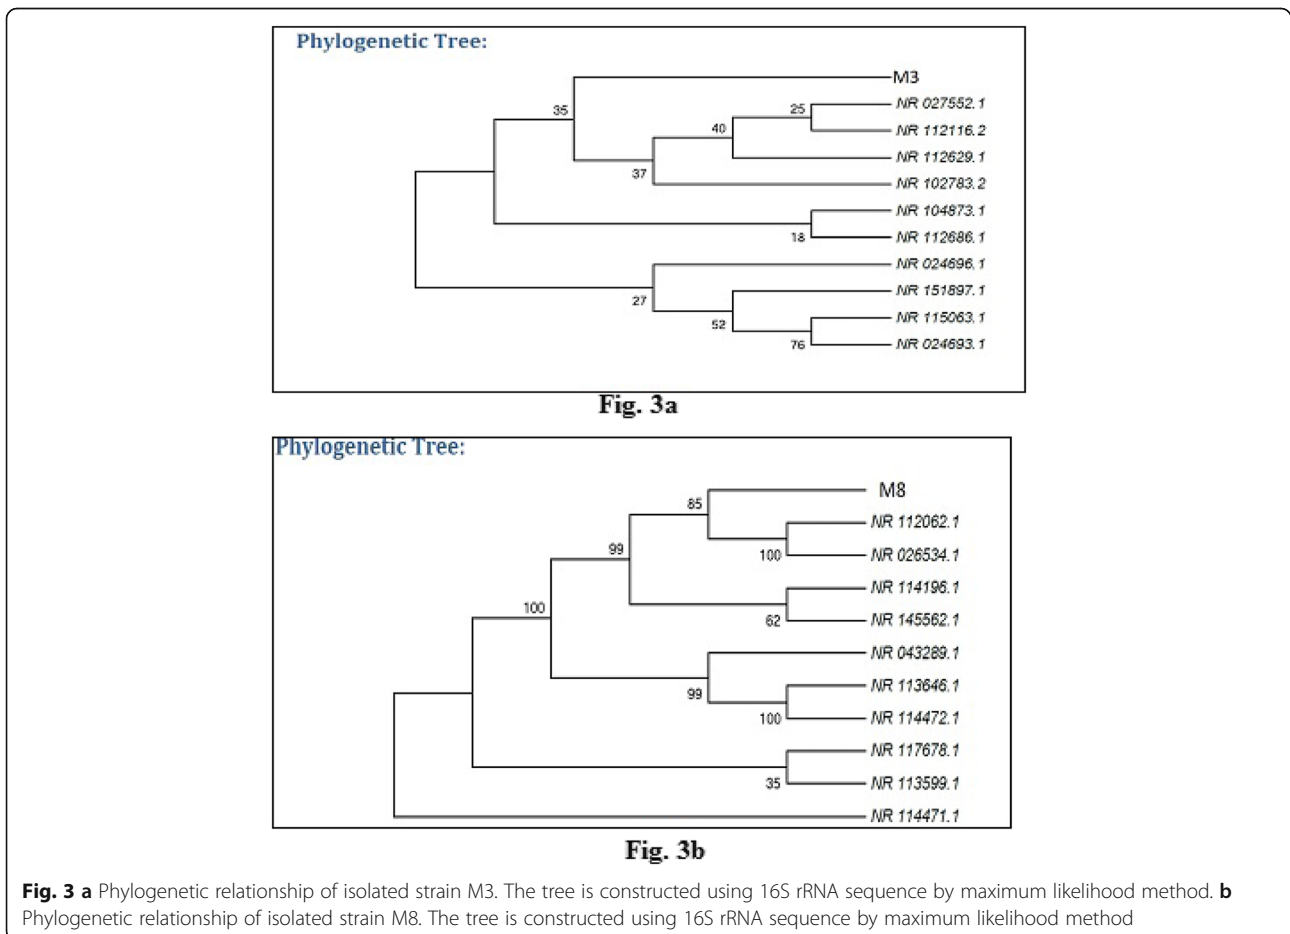 Phylogenetic Tree:
M3
35
25
NR 027552.1
NR 112116.2
40
NR 112629.1
37
NR 102783.2
NR 104873.1
18
NR 112686.1
NR 024696.1
27
NR 151897.1
52
NR 115063.1
76
NR 024693.1
Fig. 3a
Phylogenetic Tree:
M8
85
NR 112062.1
99
100
NR 026534.1
NR 114196.1
100
62
NR 145562.1
NR 043289.1
99
NR 113646.1
100
NR 114472.1
NR 117678.1
35
NR 113599.1
NR 114471.1
Fig. 3b
Fig. 3 a Phylogenetic relationship of isolated strain M3. The tree is constructed using 16S rRNA sequence by maximum likelihood method. b
Phylogenetic relationship of isolated strain M8. The tree is constructed using 16S rRNA sequence by maximum likelihood method